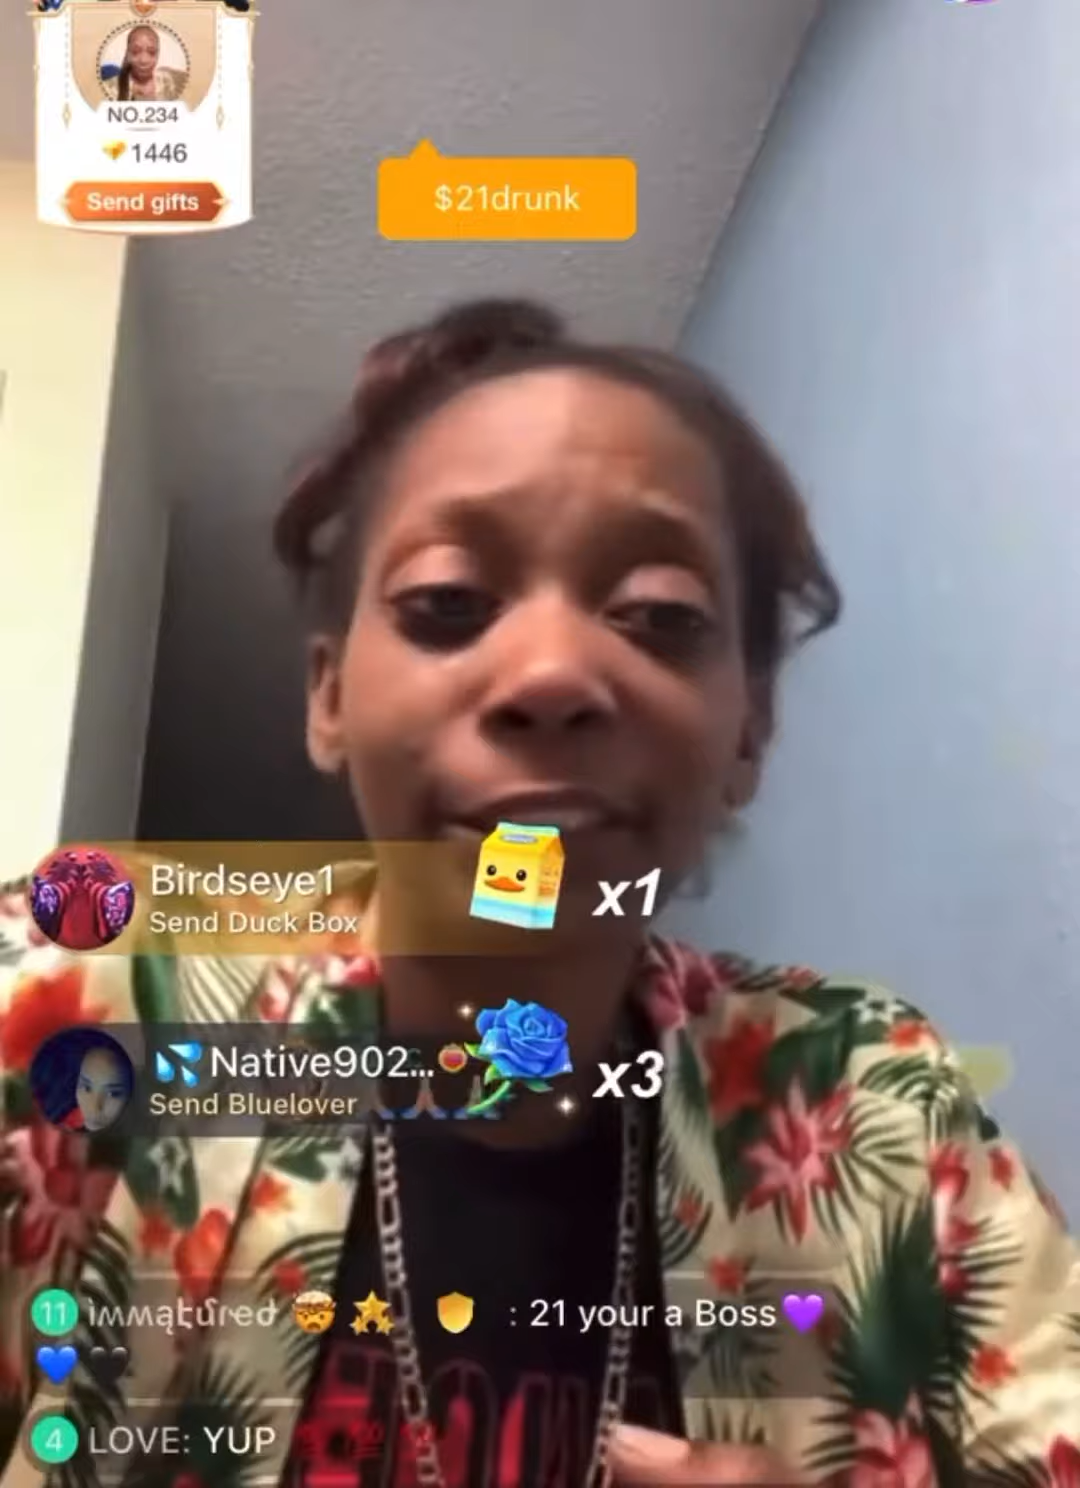 NO.234
1446
Send gifts
$21drunk
Birdseye1
Send Duck Box
x1
Native902...
Send Bluelover
x3
11 immątured : 21 your a Boss
4 LOVE: YUP